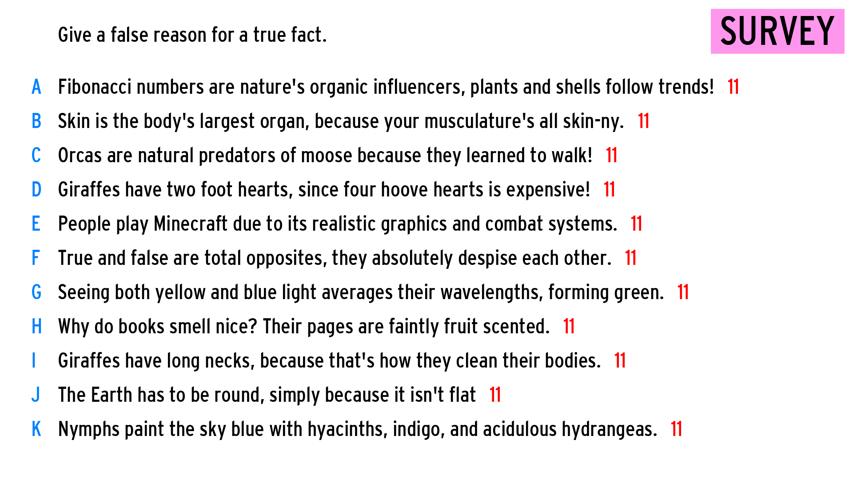 Give a false reason for a true fact.
SURVEY
A Fibonacci numbers are nature's organic influencers, plants and shells follow trends! 11
B Skin is the body's largest organ, because your musculature's all skin-ny. 11
C Orcas are natural predators of moose because they learned to walk! 11
D Giraffes have two foot hearts, since four hoove hearts is expensive! 11
E People play Minecraft due to its realistic graphics and combat systems. 11
F True and false are total opposites, they absolutely despise each other. 11
G Seeing both yellow and blue light averages their wavelengths, forming green. 11
H Why do books smell nice? Their pages are faintly fruit scented. 11
I Giraffes have long necks, because that's how they clean their bodies. 11
J The Earth has to be round, simply because it isn't flat 11
K Nymphs paint the sky blue with hyacinths, indigo, and acidulous hydrangeas. 11